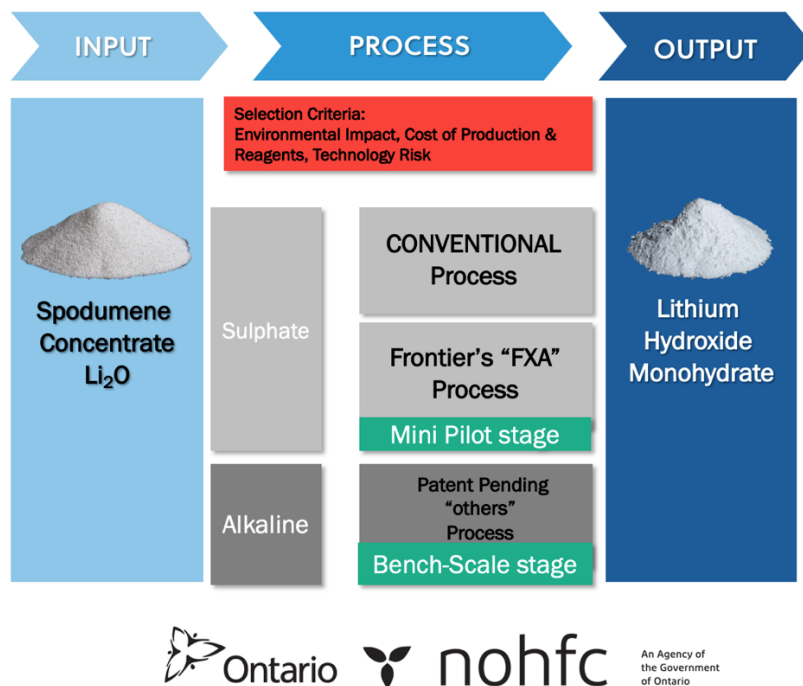 INPUT
PROCESS
OUTPUT
Selection Criteria:
Environmental Impact, Cost of Production &
Reagents, Technology Risk
Spodumene
Concentrate
Li₂O
Sulphate
CONVENTIONAL
Process
Frontier's "FXA"
Process
Mini Pilot stage
Alkaline
Patent Pending
"others"
Process
Bench-Scale stage
Lithium
Hydroxide
Monohydrate
Ontario
nohfc
An Agency of
the Government
of Ontario